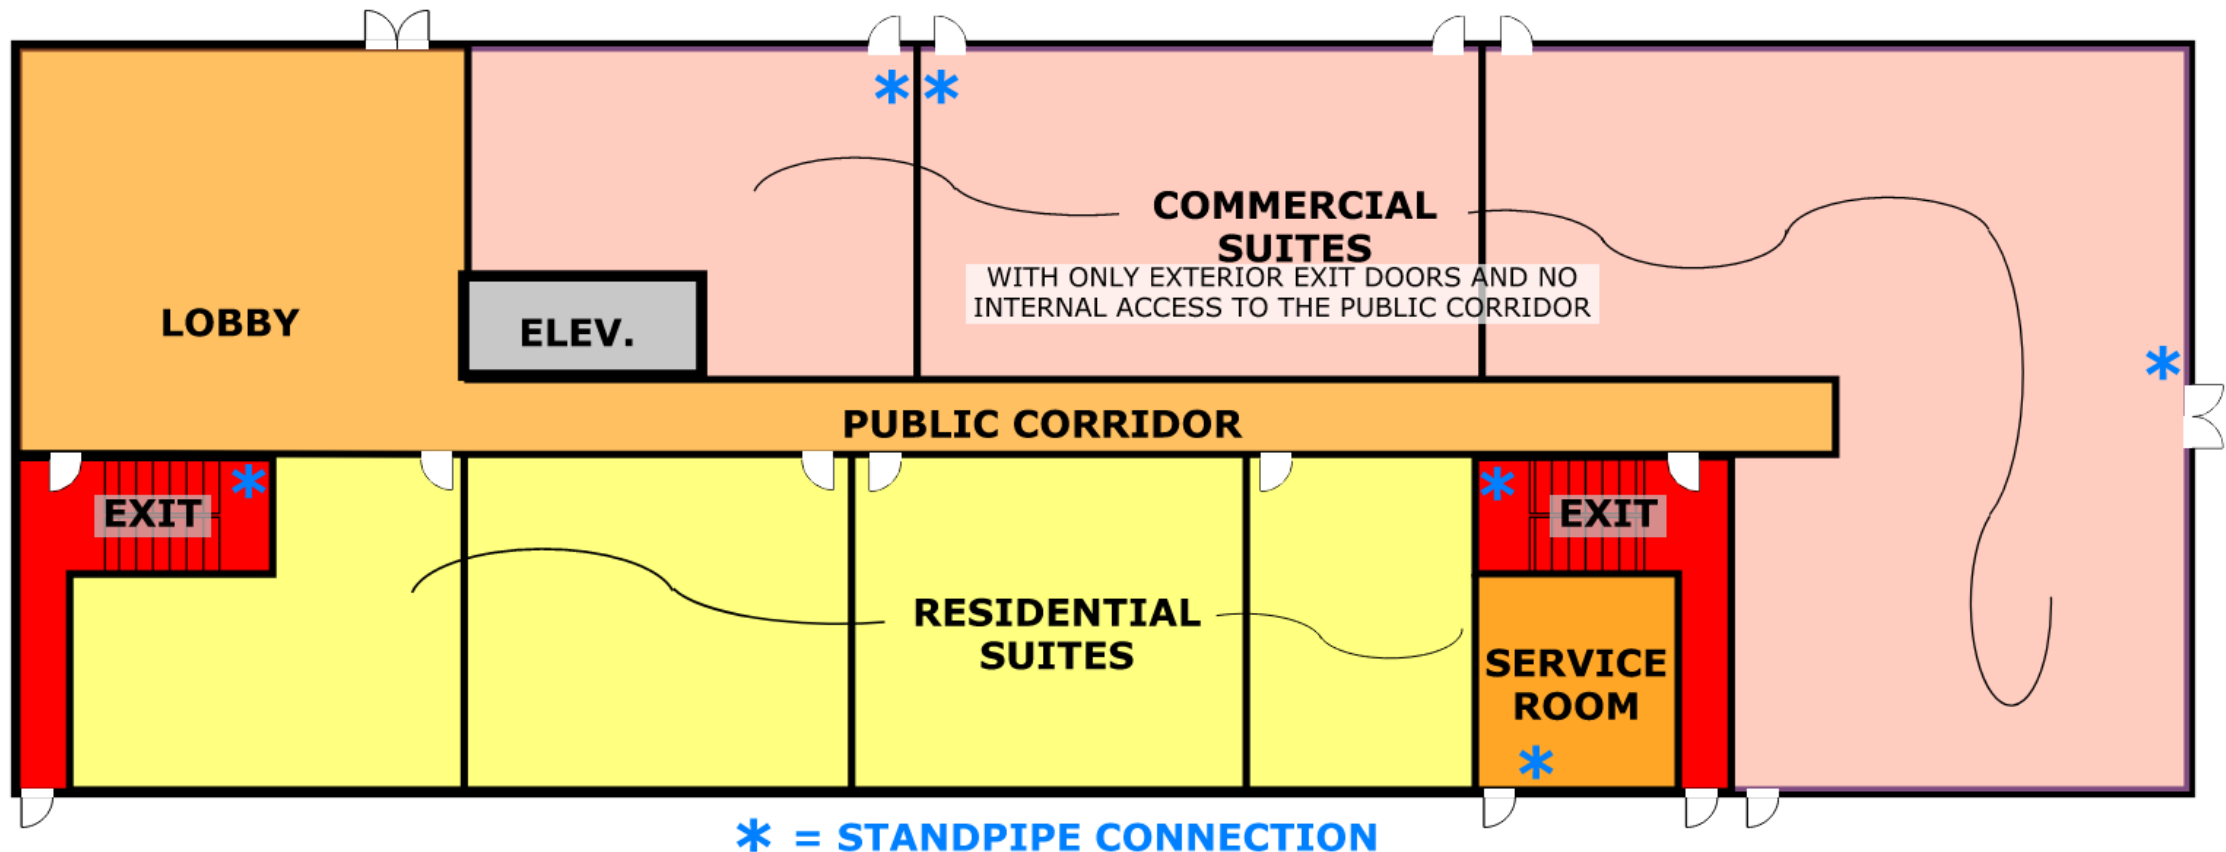 COMMERCIAL
SUITES
WITH ONLY EXTERIOR EXIT DOORS AND NO
INTERNAL ACCESS TO THE PUBLIC CORRIDOR
LOBBY
ELEV.
PUBLIC CORRIDOR
EXIT
EXIT
RESIDENTIAL
SUITES
SERVICE
ROOM
* = STANDPIPE CONNECTION